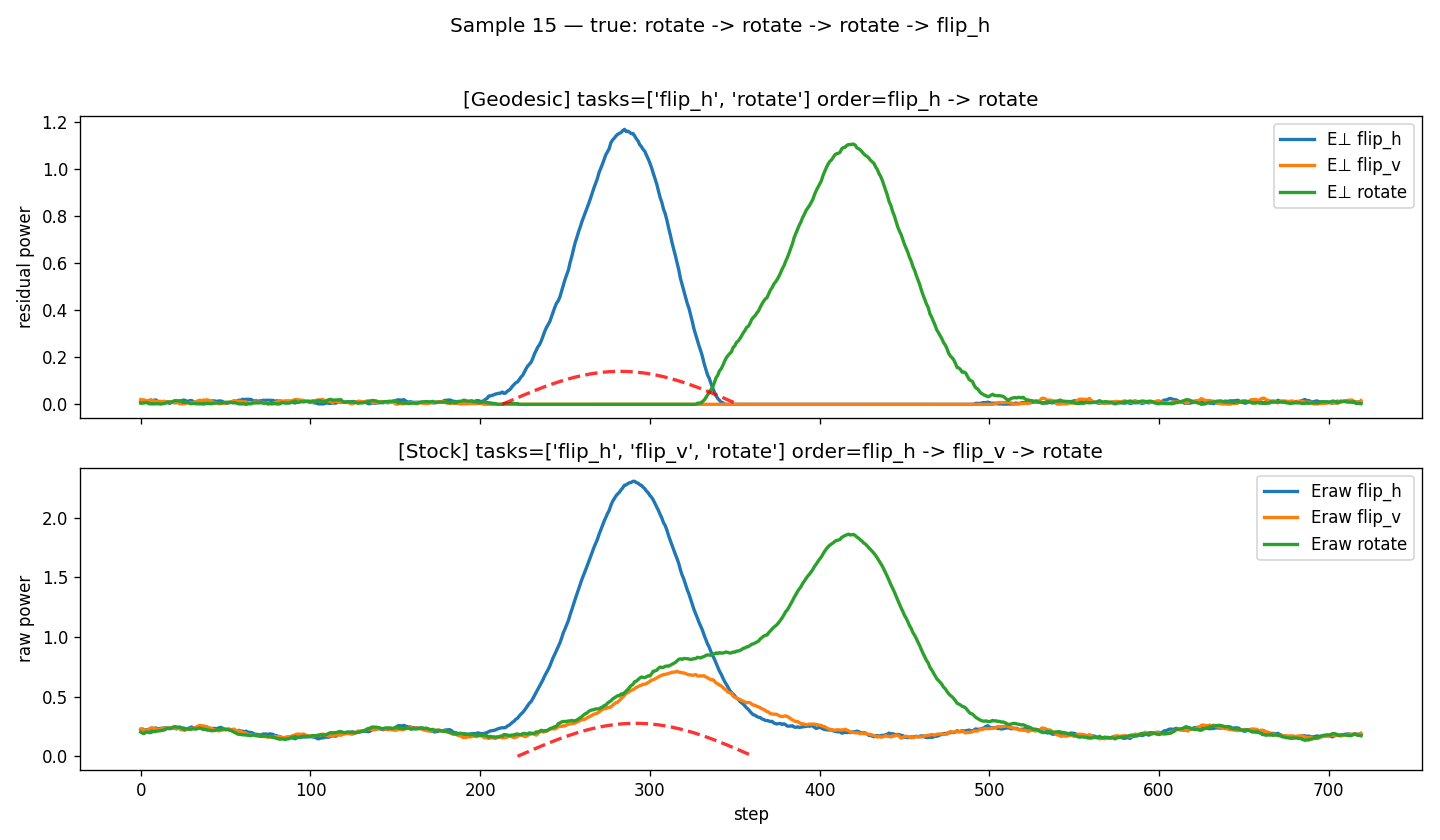 Sample 15 — true: rotate -> rotate -> rotate -> flip_h
[Geodesic] tasks=['flip_h', 'rotate'] order=flip_h -> rotate
residual power
1.2
1.0
0.8
0.6
0.4
0.2
0.0
E⊥ flip_h
E⊥ flip_v
E⊥ rotate
[Stock] tasks=['flip_h', 'flip_v', 'rotate'] order=flip_h -> flip_v -> rotate
raw power
2.0
1.5
1.0
0.5
0.0
Eraw flip_h
Eraw flip_v
Eraw rotate
0 100 200 300 400 500 600 700
step